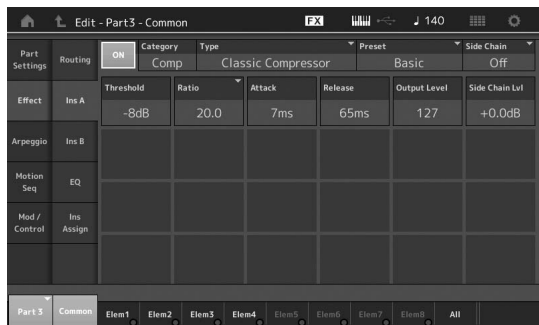 Edit - Part3 - Common FX ♩ 140
Part Settings Routing ON Category Comp Type Classic Compressor Preset Basic Side Chain Off
Effect Ins A Threshold -8dB Ratio 20.0 Attack 7ms Release 65ms Output Level 127 Side Chain Lvl +0.0dB
Arpeggio Ins B
Motion Seq EQ
Mod / Control Ins Assign
Part 3 Common Elem1 Elem2 Elem3 Elem4 Elem5 Elem6 Elem7 Elem8 All